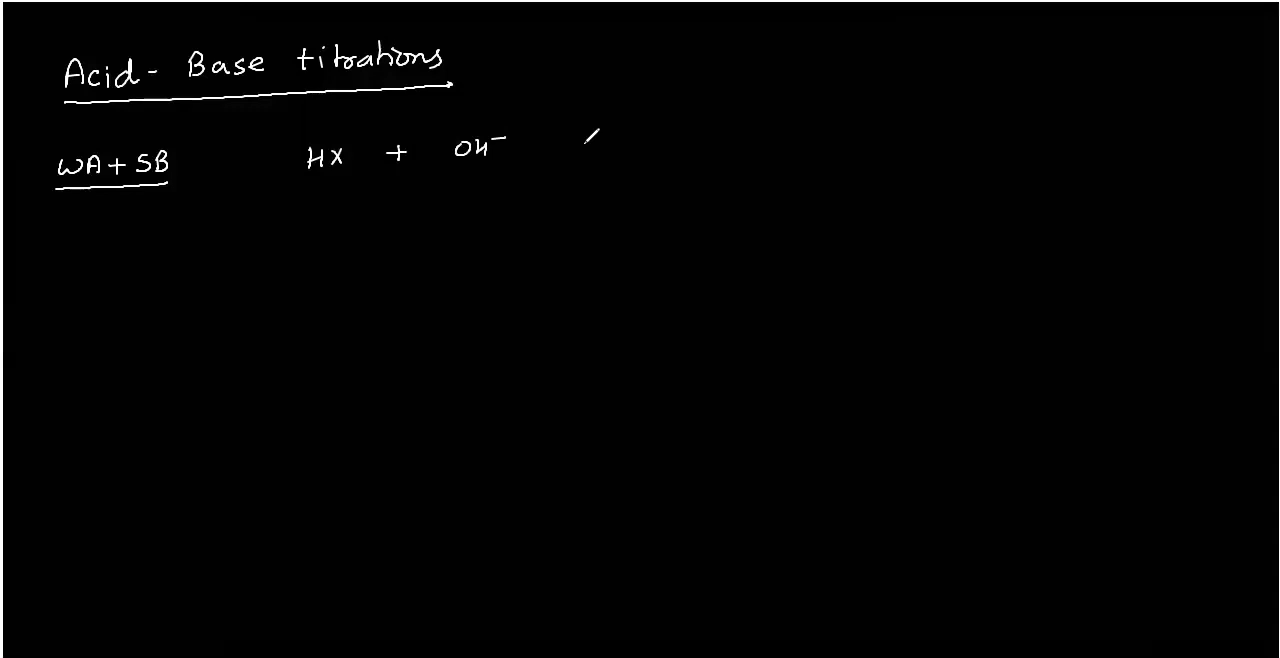 Acid - Base titrations
WA + SB HX + OH⁻